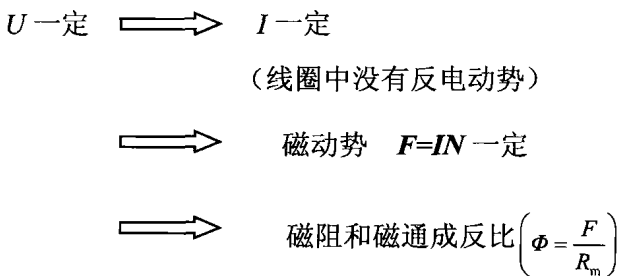 U一定 ⟹ I一定
(线圈中没有反电动势)
⟹ 磁动势 F=IN一定
⟹ 磁阻和磁通成反比(Φ = F/Rm)